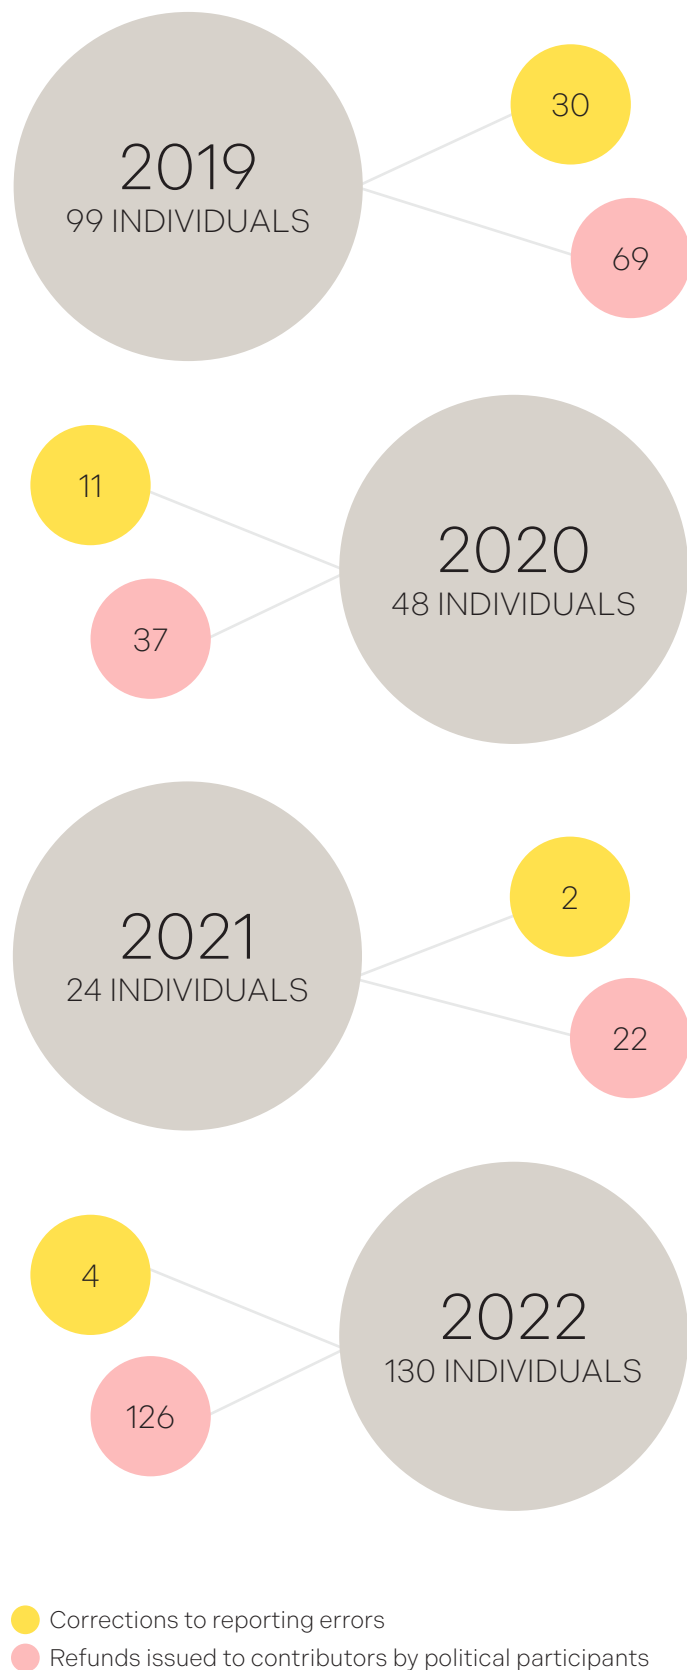 2019
99 INDIVIDUALS
30
69
11
37
2020
48 INDIVIDUALS
2021
24 INDIVIDUALS
2
22
4
126
2022
130 INDIVIDUALS
Corrections to reporting errors
Refunds issued to contributors by political participants